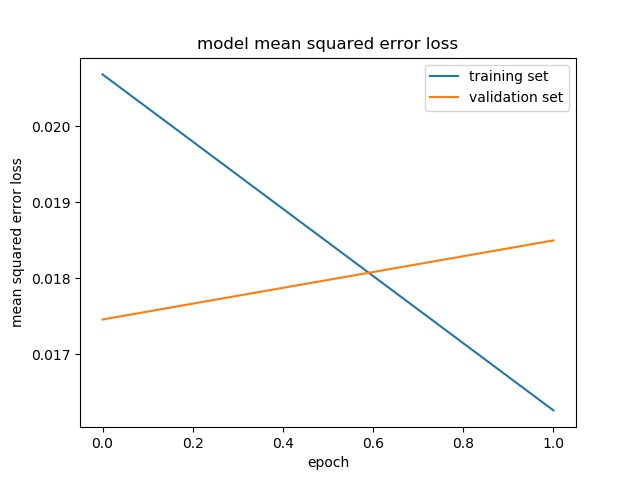 model mean squared error loss
training set
validation set
0.020
0.019
0.018
0.017
mean squared error loss
0.0 0.2 0.4 0.6 0.8 1.0
epoch